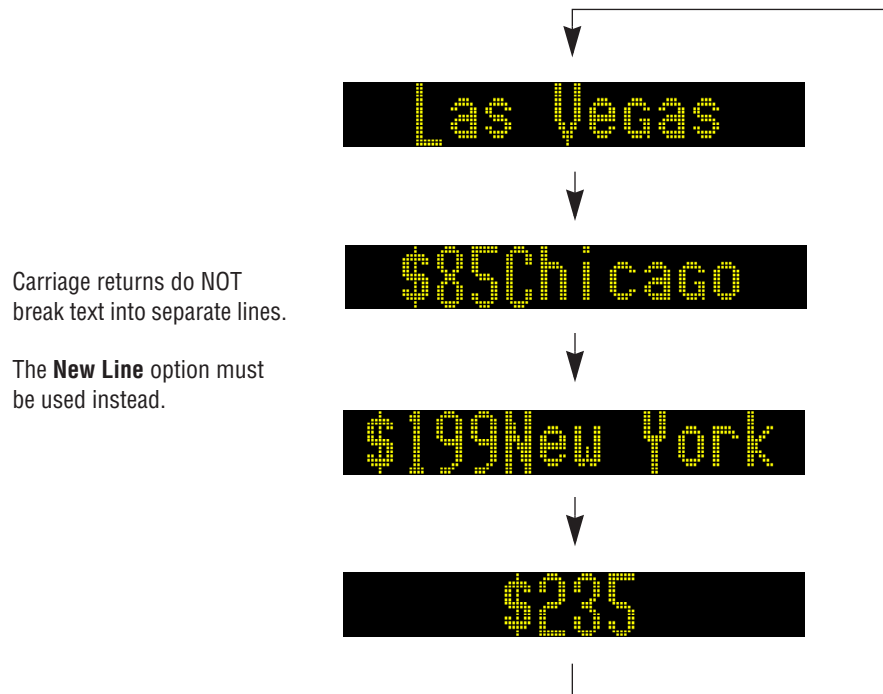 Las Vegas
$85Chicago
Carriage returns do NOT
break text into separate lines.
The New Line option must
be used instead.
$199New York
$235